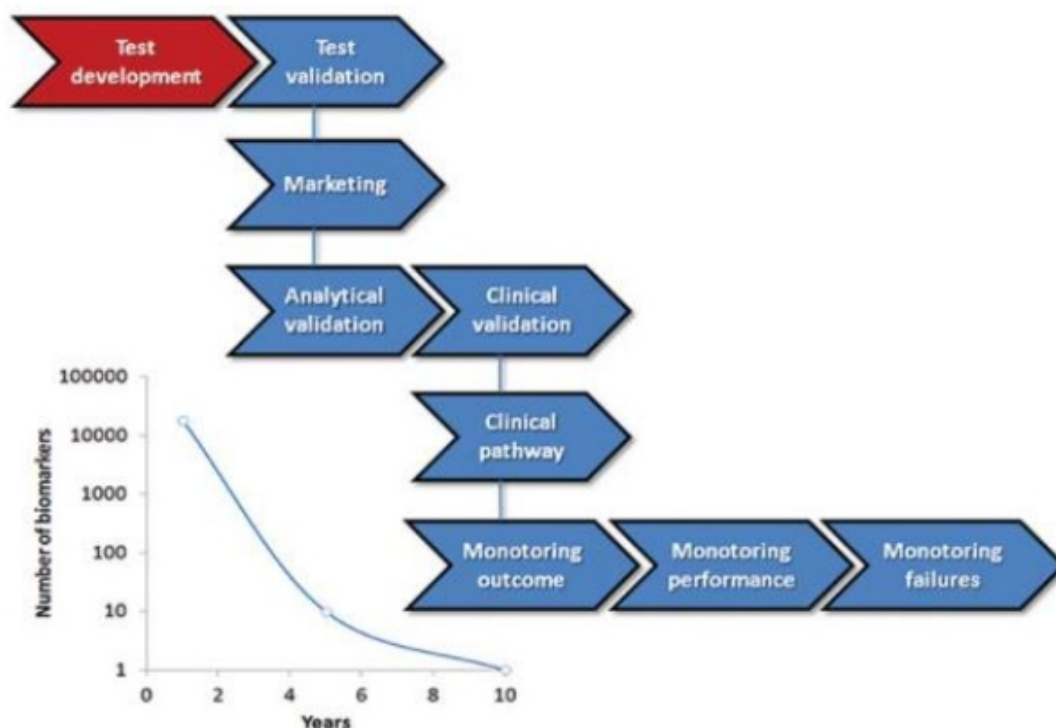 Test
development
Test
validation
Marketing
Analytical
validation
Clinical
validation
Clinical
pathway
Monotoring
outcome
Monotoring
performance
Monotoring
failures
Number of biomarkers
100000
10000
1000
100
10
1
0 2 4 6 8 10
Years